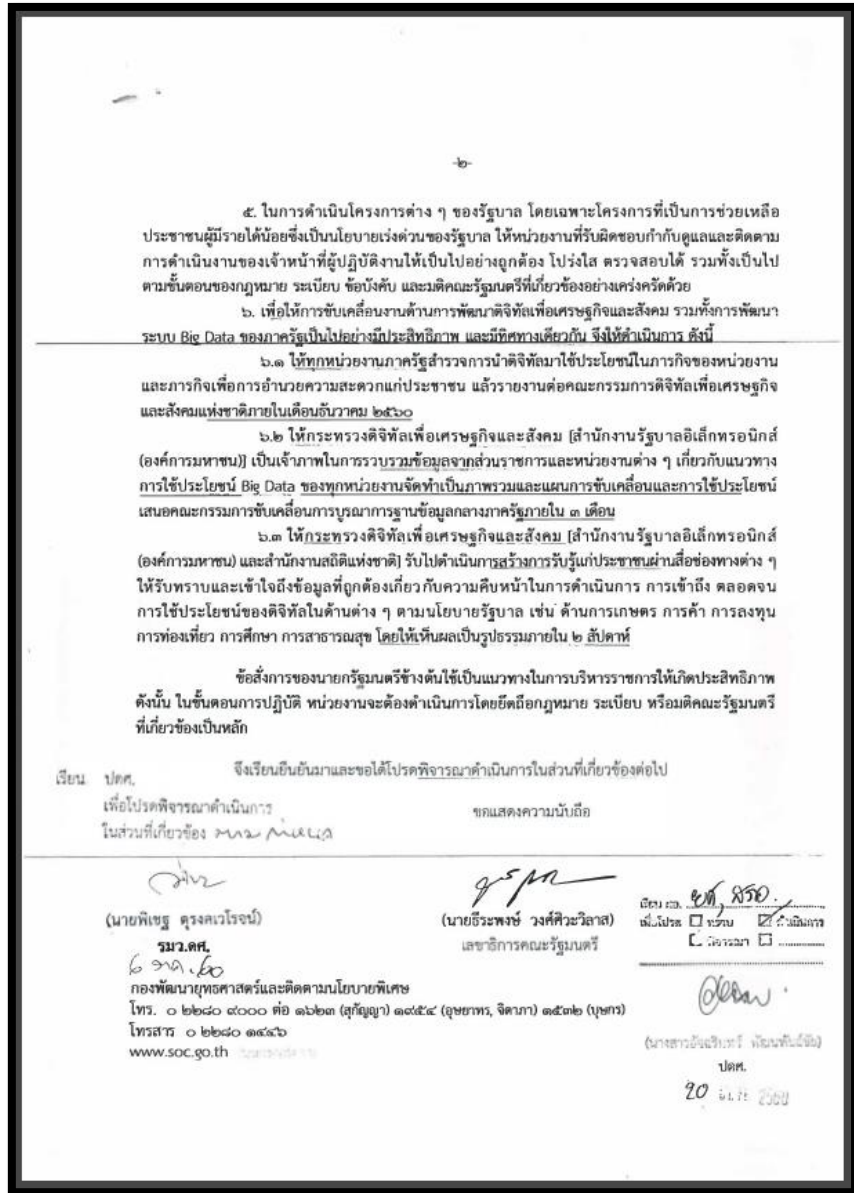 -๒-
๕. ในการดำเนินโครงการต่าง ๆ ของรัฐบาล โดยเฉพาะโครงการที่เป็นการช่วยเหลือ
ประชาชนผู้มีรายได้น้อยซึ่งเป็นนโยบายเร่งด่วนของรัฐบาล ให้หน่วยงานที่รับผิดชอบกำกับดูแลและติดตาม
การดำเนินงานของเจ้าหน้าที่ผู้ปฏิบัติงานให้เป็นไปอย่างถูกต้อง โปร่งใส ตรวจสอบได้ รวมทั้งเป็นไป
ตามขั้นตอนของกฎหมาย ระเบียบ ข้อบังคับ และมติคณะรัฐมนตรีที่เกี่ยวข้องอย่างเคร่งครัดด้วย
๖. เพื่อให้การขับเคลื่อนงานด้านการพัฒนาดิจิทัลเพื่อเศรษฐกิจและสังคม รวมทั้งการพัฒนา
ระบบ Big Data ของภาครัฐเป็นไปอย่างมีประสิทธิภาพ และมีทิศทางเดียวกัน จึงให้ดำเนินการ ดังนี้
๖.๑ ให้ทุกหน่วยงานภาครัฐสำรวจการนำดิจิทัลมาใช้ประโยชน์ในภารกิจของหน่วยงาน
และภารกิจเพื่อการอำนวยความสะดวกแก่ประชาชน แล้วรายงานต่อคณะกรรมการดิจิทัลเพื่อเศรษฐกิจ
และสังคมแห่งชาติภายในเดือนธันวาคม ๒๕๖๐
๖.๒ ให้กระทรวงดิจิทัลเพื่อเศรษฐกิจและสังคม [สำนักงานรัฐบาลอิเล็กทรอนิกส์
(องค์การมหาชน)] เป็นเจ้าภาพในการรวบรวมข้อมูลจากส่วนราชการและหน่วยงานต่าง ๆ เกี่ยวกับแนวทาง
การใช้ประโยชน์ Big Data ของทุกหน่วยงานจัดทำเป็นภาพรวมและแผนการขับเคลื่อนและการใช้ประโยชน์
เสนอคณะกรรมการขับเคลื่อนการบูรณาการฐานข้อมูลกลางภาครัฐภายใน ๓ เดือน
๖.๓ ให้กระทรวงดิจิทัลเพื่อเศรษฐกิจและสังคม [สำนักงานรัฐบาลอิเล็กทรอนิกส์
(องค์การมหาชน) และสำนักงานสถิติแห่งชาติ] รับไปดำเนินการสร้างการรับรู้แก่ประชาชนผ่านสื่อช่องทางต่าง ๆ
ให้รับทราบและเข้าใจถึงข้อมูลที่ถูกต้องเกี่ยวกับความคืบหน้าในการดำเนินการ การเข้าถึง ตลอดจน
การใช้ประโยชน์ของดิจิทัลในด้านต่าง ๆ ตามนโยบายรัฐบาล เช่น ด้านการเกษตร การค้า การลงทุน
การท่องเที่ยว การศึกษา การสาธารณสุข โดยให้เห็นผลเป็นรูปธรรมภายใน ๒ สัปดาห์
ข้อสั่งการของนายกรัฐมนตรีข้างต้นใช้เป็นแนวทางในการบริหารราชการให้เกิดประสิทธิภาพ
ดังนั้น ในขั้นตอนการปฏิบัติ หน่วยงานจะต้องดำเนินการโดยยึดถือกฎหมาย ระเบียบ หรือมติคณะรัฐมนตรี
ที่เกี่ยวข้องเป็นหลัก
จึงเรียนยืนยันมาและขอได้โปรดพิจารณาดำเนินการในส่วนที่เกี่ยวข้องต่อไป
เรียน ปดศ.
เพื่อโปรดพิจารณาดำเนินการ
ในส่วนที่เกี่ยวข้อง
ขอแสดงความนับถือ
(นายพิเชฐ ดุรงคเวโรจน์)
รมว.ดศ.
๖ ๖๐
(นายธีระพงษ์ วงศ์ศิวะวิลาส)
เลขาธิการคณะรัฐมนตรี
เพื่อโปรด ทราบ ดำเนินการ
พิจารณา
กองพัฒนายุทธศาสตร์และติดตามนโยบายพิเศษ
โทร. ๐ ๒๒๘๐ ๙๐๐๐ ต่อ ๑๖๒๓ (สุกัญญา) ๑๙๕๔ (อุษยาทร, จิดาภา) ๑๕๓๒ (บุษกร)
โทรสาร ๐ ๒๒๘๐ ๑๔๔๖
www.soc.go.th
ปดศ.
20 2560